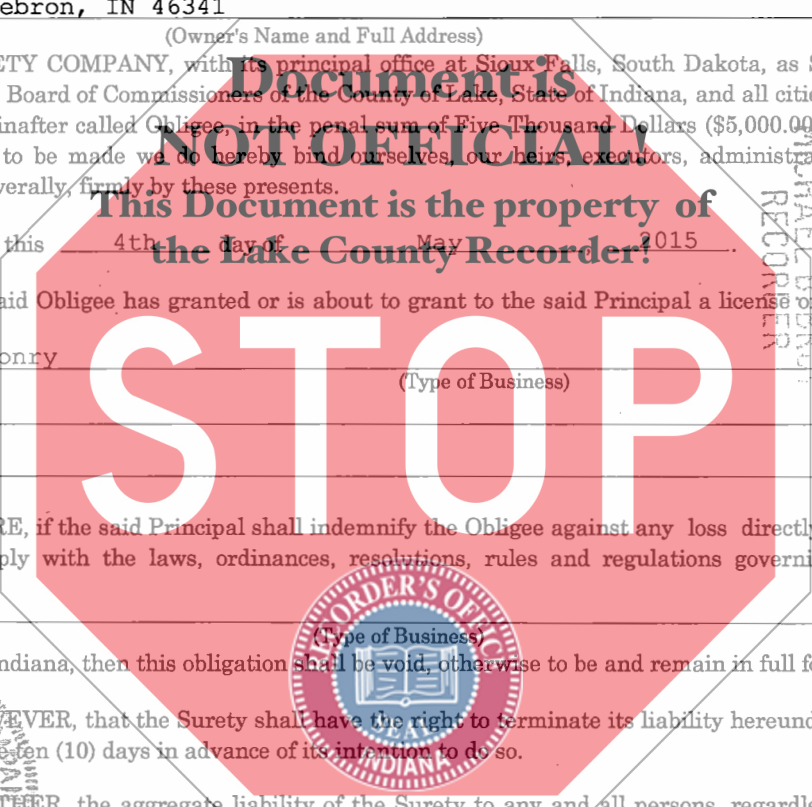 ebron, IN 46341
(Owner's Name and Full Address)
ETY COMPANY, with its principal office at Sioux Falls, South Dakota, as
Document is
Board of Commissioners of the County of Lake, State of Indiana, and all citi
inafter called Obligee, in the penal sum of Five Thousand Dollars ($5,000.00
NOT OFFICIAL!
to be made we do hereby bind ourselves, our heirs, executors, administra
verally, firmly by these presents.
This Document is the property of
this 4th day of May , 2015 .
the Lake County Recorder!
RECORDER
aid Obligee has granted or is about to grant to the said Principal a license o
onry
(Type of Business)
STOP
RE, if the said Principal shall indemnify the Obligee against any loss directly
ply with the laws, ordinances, resolutions, rules and regulations governi
RECORDER'S OFFICE
(Type of Business)
ndiana, then this obligation shall be void, otherwise to be and remain in full f
EVER, that the Surety shall have the right to terminate its liability hereund
SEAL
e ten (10) days in advance of its intention to do so.
INDIANA
THER, the aggregate liability of the Surety to any and all persons, regardl